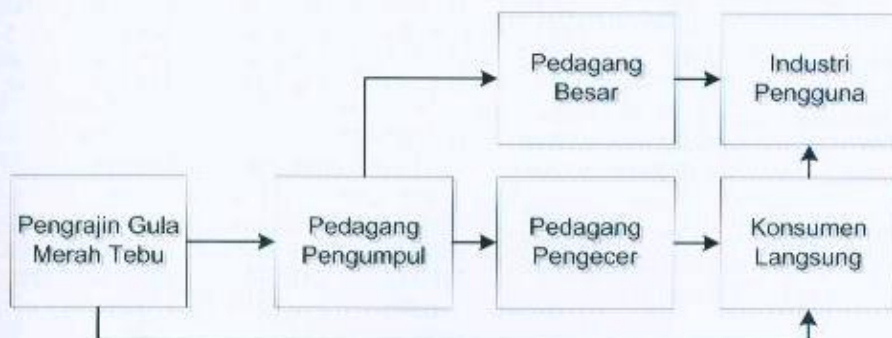 Pedagang
Besar
Industri
Pengguna
Pengrajin Gula
Merah Tebu
Pedagang
Pengumpul
Pedagang
Pengecer
Konsumen
Langsung